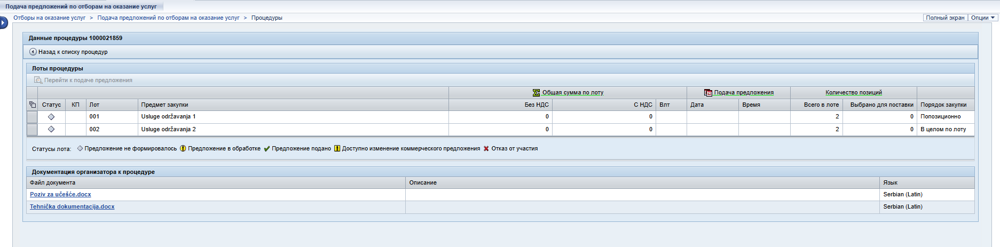 Подача предложений по отборам на оказание услуг
Отборы на оказание услуг > Подача предложений по отборам на оказание услуг > Процедуры Полный экран Опции
Данные процедуры 1000021859
Назад к списку процедур
Лоты процедуры
Перейти к подаче предложения
Общая сумма по лоту Подача предложения Количество позиций
Статус КП Лот Предмет закупки Без НДС С НДС Влт Дата Время Всего в лоте Выбрано для поставки Порядок закупки
001 Usluge održavanja 1 0 0 2 0 Попозиционно
002 Usluge održavanja 2 0 0 2 0 В целом по лоту
Статусы лота: Предложение не формировалось Предложение в обработке Предложение подано Доступно изменение коммерческого предложения Отказ от участия
Документация организатора к процедуре
Файл документа Описание Язык
Poziv za učešće.docx Serbian (Latin)
Tehnička dokumentacija.docx Serbian (Latin)